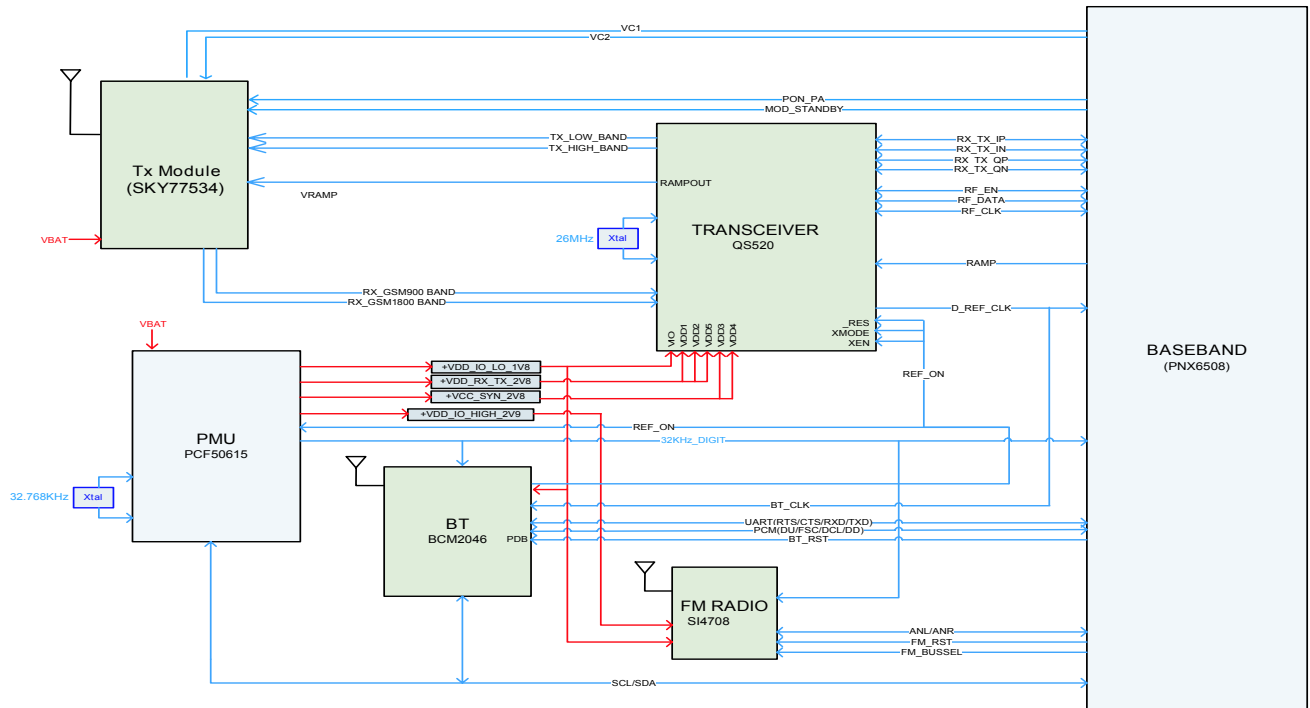 VC1
VC2
PON_PA
MOD_STANDBY
Tx Module
(SKY77534)
VBAT
TX_LOW_BAND
TX_HIGH_BAND
VRAMP
RAMPOUT
TRANSCEIVER
QS520
26MHz
Xtal
RX_TX_IP
RX_TX_IN
RX_TX_QP
RX_TX_QN
RF_EN
RF_DATA
RF_CLK
RAMP
RX_GSM900 BAND
RX_GSM1800 BAND
D_REF_CLK
_RES
XMODE
XEN
VIO
VDD1
VDD2
VDD5
VDD3
VDD4
BASEBAND
(PNX6508)
REF_ON
VBAT
+VDD_IO_LO_1V8
+VDD_RX_TX_2V8
+VCC_SYN_2V8
+VDD_IO_HIGH_2V9
REF_ON
32KHz_DIGIT
PMU
PCF50615
32.768KHz
Xtal
BT
BCM2046
PDB
BT_CLK
UART(RTS/CTS/RXD/TXD)
PCM(DU/FSC/DCL/DD)
BT_RST
FM RADIO
SI4708
ANL/ANR
FM_RST
FM_BUSSEL
SCL/SDA